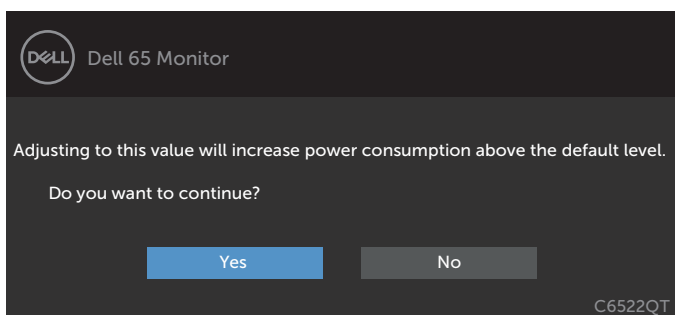 DELL Dell 65 Monitor
Adjusting to this value will increase power consumption above the default level.
Do you want to continue?
Yes No
C6522QT